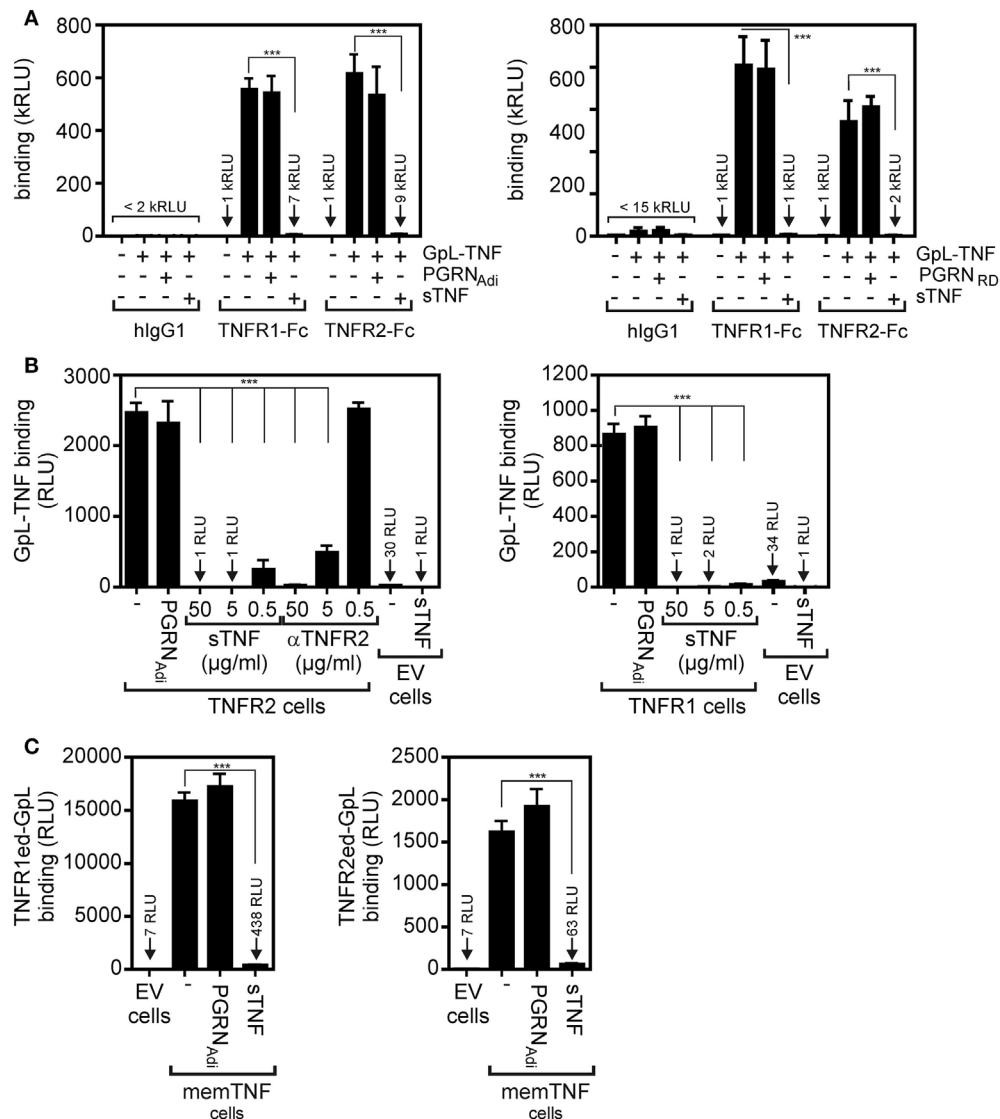 A
binding (kRLU)
800
600
400
200
0
*** ***
< 2 kRLU
1 kRLU
7 kRLU
1 kRLU
9 kRLU
- + + + - + + + - + + + GpL-TNF
- - + - - - + - - - + - PGRNAdi
- - - + - - - + - - - + sTNF
hIgG1 TNFR1-Fc TNFR2-Fc
binding (kRLU)
800
600
400
200
0
*** ***
< 15 kRLU
1 kRLU
1 kRLU
1 kRLU
2 kRLU
- + + + - + + + - + + + GpL-TNF
- - + - - - + - - - + - PGRN RD
- - - + - - - + - - - + sTNF
hIgG1 TNFR1-Fc TNFR2-Fc
B
GpL-TNF binding
(RLU)
3000
2000
1000
0
***
1 RLU
1 RLU
30 RLU
1 RLU
- PGRNAdi 50 5 0.5 50 5 0.5 - sTNF
sTNF αTNFR2
(µg/ml) (µg/ml)
EV
cells
TNFR2 cells
GpL-TNF binding
(RLU)
1200
1000
800
600
400
200
0
***
1 RLU
2 RLU
34 RLU
1 RLU
- PGRNAdi 50 5 0.5 - sTNF
sTNF
(µg/ml)
EV
cells
TNFR1 cells
C
TNFR1ed-GpL
binding (RLU)
20000
15000
10000
5000
0
***
7 RLU
438 RLU
EV
cells
- PGRNAdi sTNF
memTNF
cells
TNFR2ed-GpL
binding (RLU)
2500
2000
1500
1000
500
0
***
7 RLU
63 RLU
EV
cells
- PGRNAdi sTNF
memTNF
cells